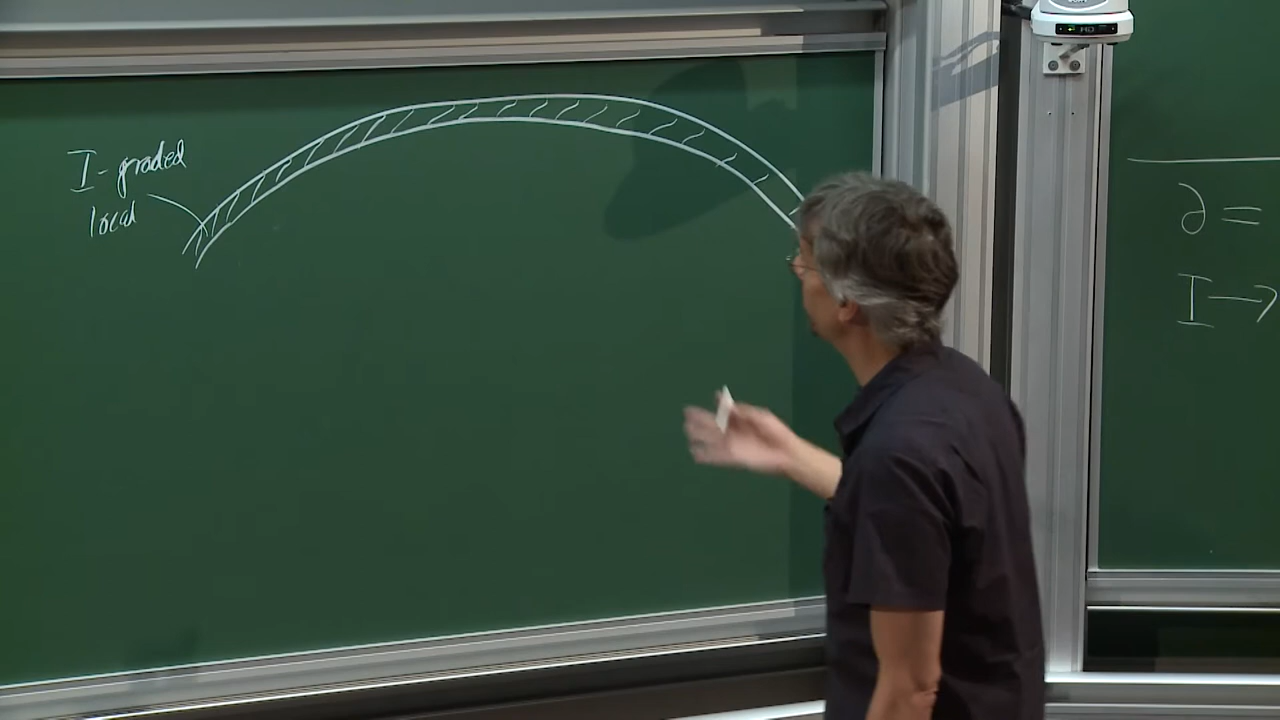 I-graded
local
∂ =
I →